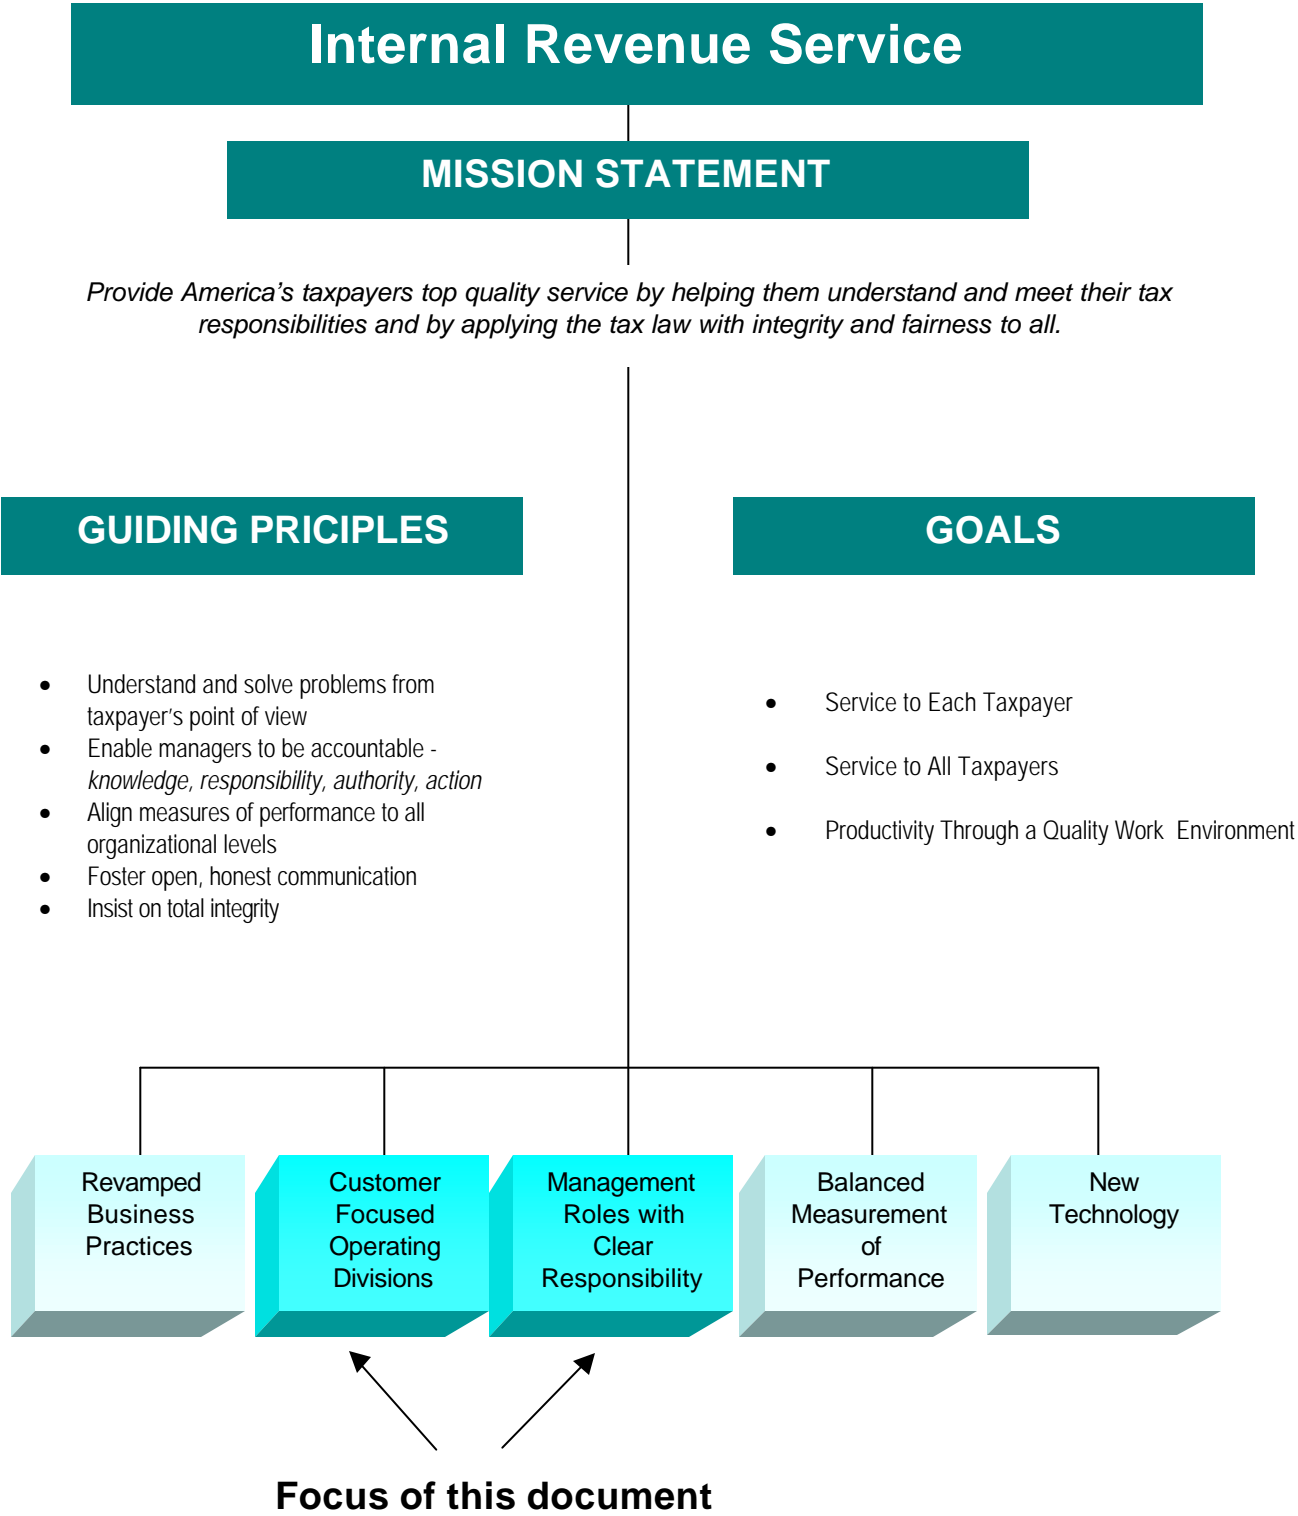 Internal Revenue Service
MISSION STATEMENT
Provide America’s taxpayers top quality service by helping them understand and meet their tax
responsibilities and by applying the tax law with integrity and fairness to all.
GUIDING PRICIPLES
• Understand and solve problems from
taxpayer’s point of view
• Enable managers to be accountable -
knowledge, responsibility, authority, action
• Align measures of performance to all
organizational levels
• Foster open, honest communication
• Insist on total integrity
GOALS
• Service to Each Taxpayer
• Service to All Taxpayers
• Productivity Through a Quality Work  Environment
Revamped
Business
Practices
Customer
Focused
Operating
Divisions
Management
Roles with
Clear
Responsibility
Balanced
Measurement
of
Performance
New
Technology
Focus of this document